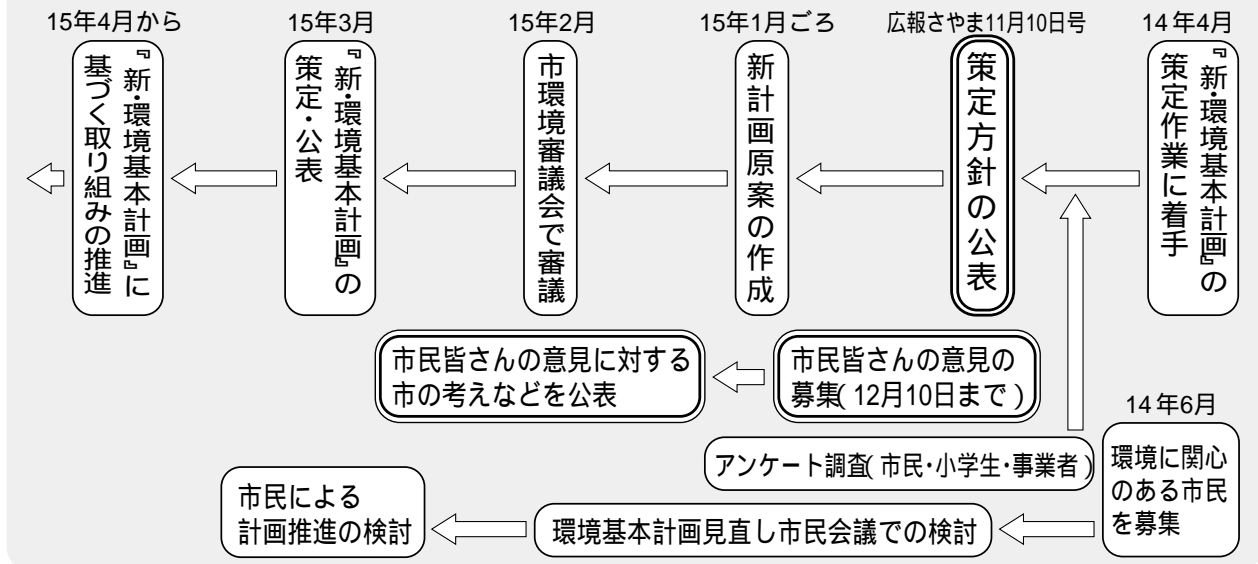 14年4月
『新・環境基本計画』の
策定作業に着手
広報さやま11月10日号
策定方針の公表
15年1月ごろ
新計画原案の作成
15年2月
市環境審議会で審議
15年3月
『新・環境基本計画』の
策定・公表
15年4月から
『新・環境基本計画』に
基づく取り組みの推進
市民皆さんの意見の
募集(12月10日まで)
市民皆さんの意見に対する
市の考えなどを公表
14年6月
環境に関心
のある市民
を募集
アンケート調査(市民・小学生・事業者)
環境基本計画見直し市民会議での検討
市民による
計画推進の検討